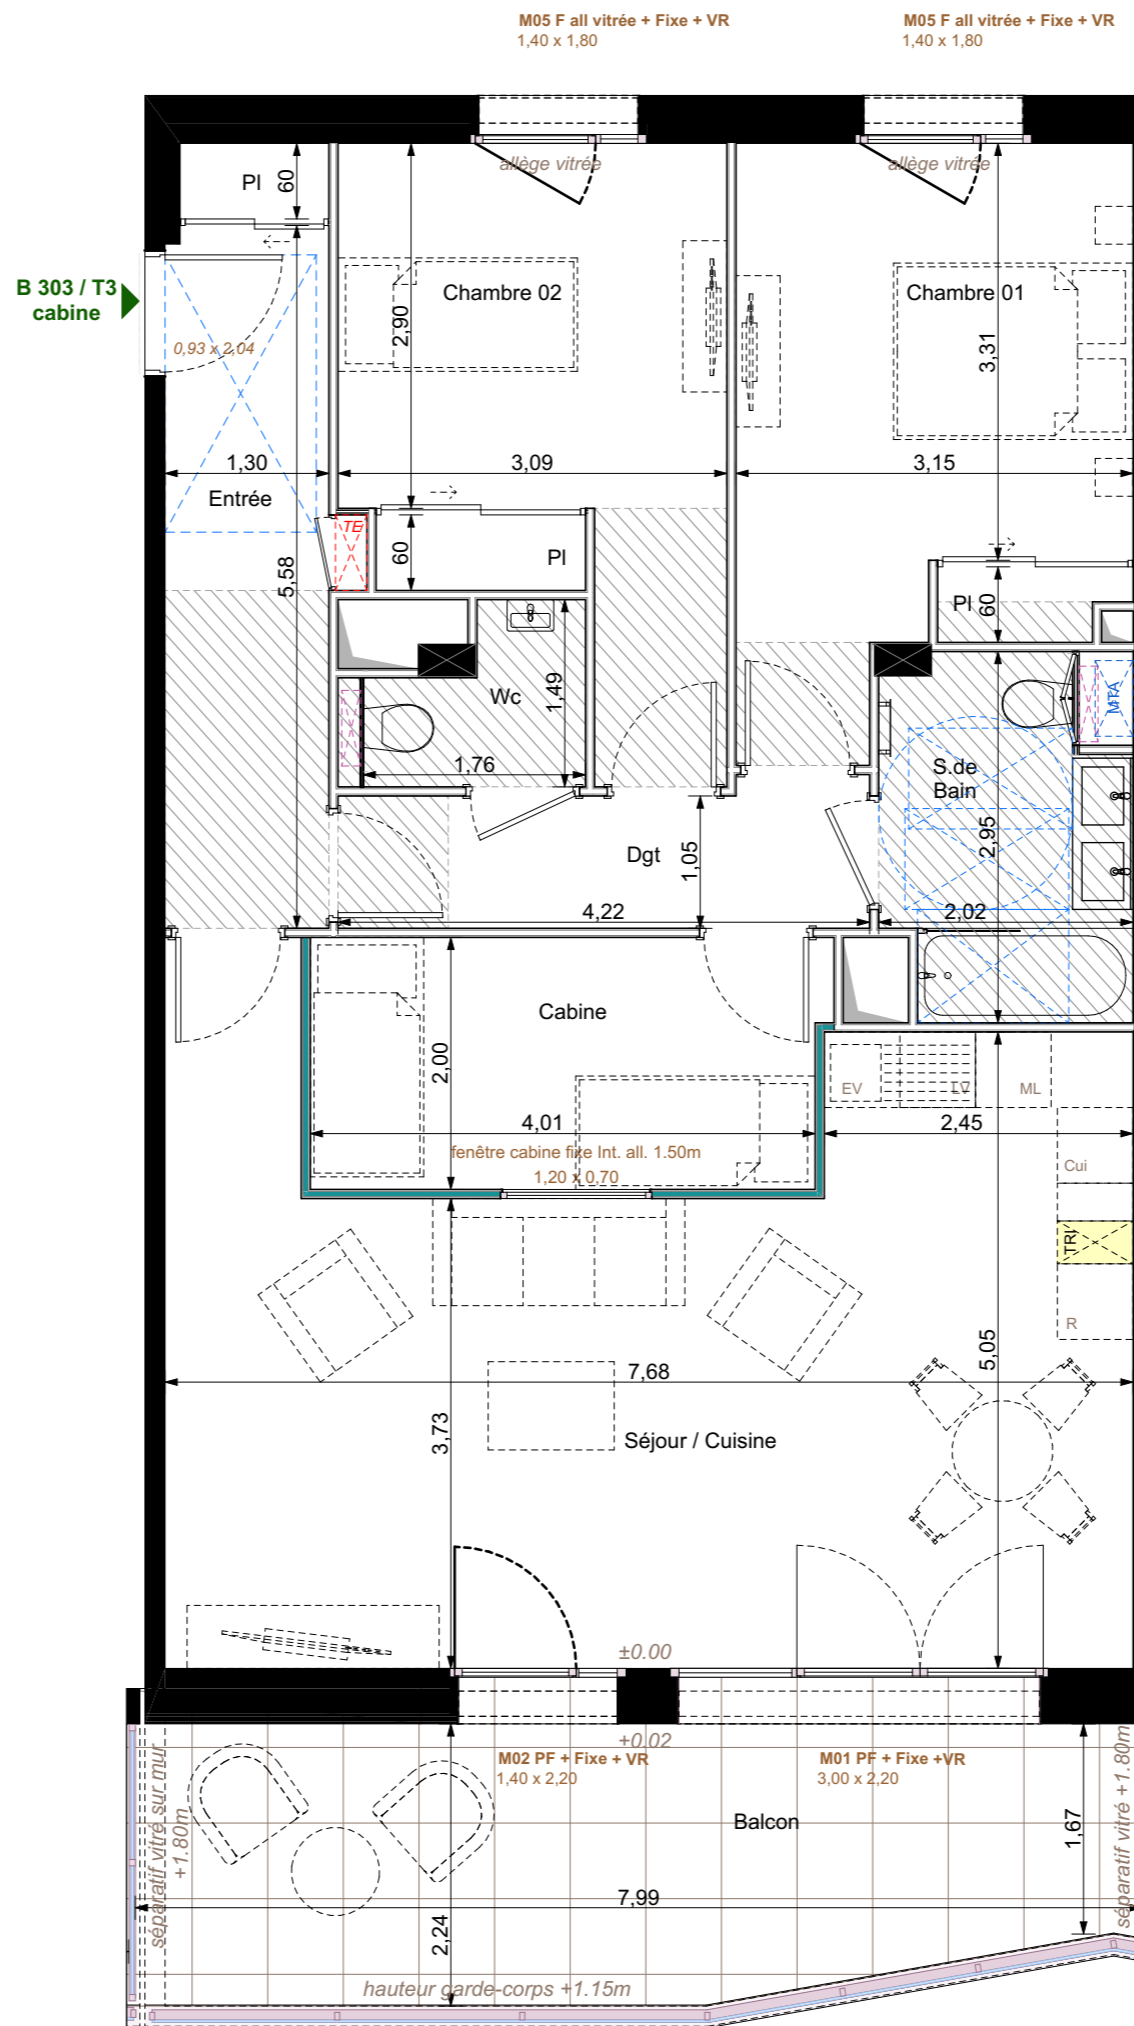 M05 F all vitrée + Fixe + VR
1,40 x 1,80
M05 F all vitrée + Fixe + VR
1,40 x 1,80
allège vitrée
allège vitrée
Pl
60
B 303 / T3
cabine
0,93 x 2,04
Chambre 02
2,90
Chambre 01
3,31
1,30
3,09
3,15
Entrée
TE
5,58
60
Pl
Pl
60
Wc
1,49
1,76
MTA
S.de
Bain
2,95
Dgt
1,05
4,22
2,02
Cabine
2,00
4,01
fenêtre cabine fixe Int. all. 1.50m
1,20 x 0,70
EV
LV
ML
2,45
Cui
TRI
R
5,05
7,68
3,73
Séjour / Cuisine
±0.00
+0.02
M02 PF + Fixe + VR
1,40 x 2,20
M01 PF + Fixe +VR
3,00 x 2,20
séparatif vitré sur mur
+1.80m
séparatif vitré +1.80m
Balcon
1,67
7,99
2,24
hauteur garde-corps +1.15m